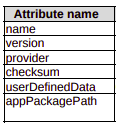 Attribute name
name
version
provider
checksum
userDefinedData
appPackagePath